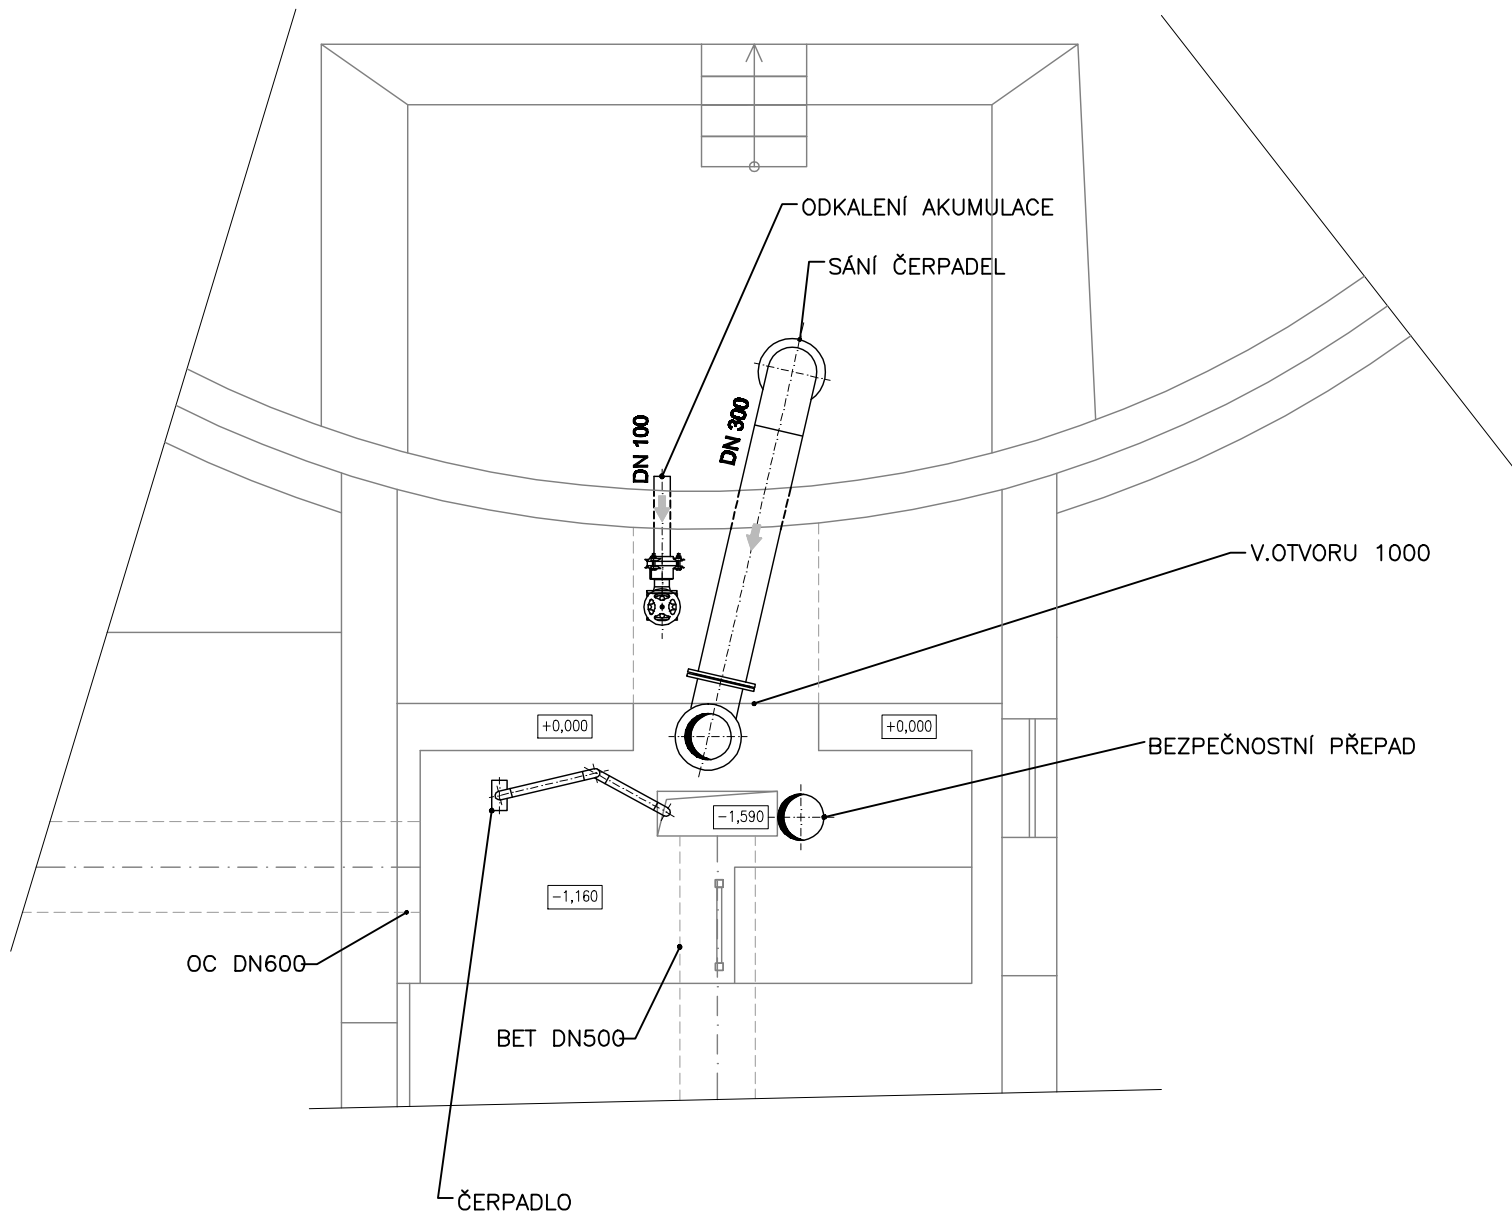 ODKALENÍ AKUMULACE
SÁNÍ ČERPADEL
DN 100
DN 300
V.OTVORU 1000
+0,000
+0,000
BEZPEČNOSTNÍ PŘEPAD
-1,590
-1,160
OC DN600
BET DN500
ČERPADLO